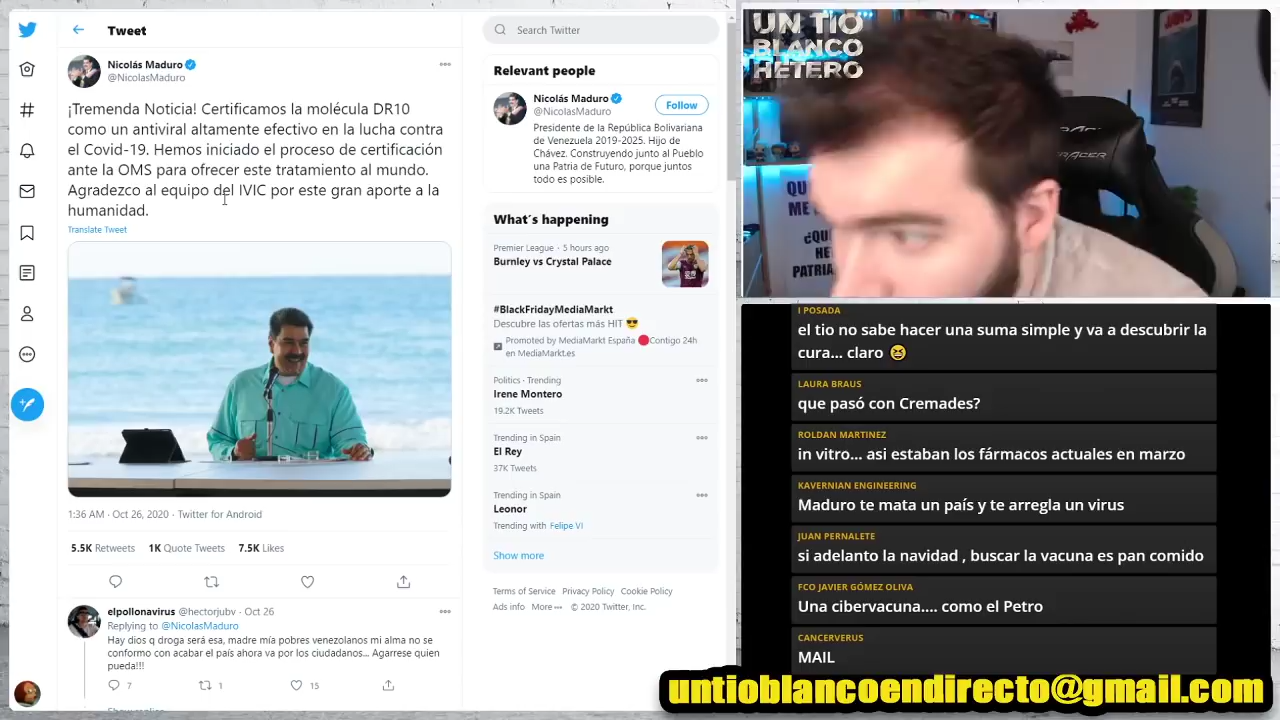 Tweet
Nicolás Maduro
@NicolasMaduro
¡Tremenda Noticia! Certificamos la molécula DR10
como un antiviral altamente efectivo en la lucha contra
el Covid-19. Hemos iniciado el proceso de certificación
ante la OMS para ofrecer este tratamiento al mundo.
Agradezco al equipo del IVIC por este gran aporte a la
humanidad.
Translate Tweet
1:36 AM · Oct 26, 2020 · Twitter for Android
5.5K Retweets 1K Quote Tweets 7.5K Likes
elpollonavirus @hectorjubv · Oct 26
Replying to @NicolasMaduro
Hay dios q droga será esa, madre mía pobres venezolanos mi alma no se
conformo con acabar el país ahora va por los ciudadanos... Agarrese quien
pueda!!!
7 1 15
Search Twitter
Relevant people
Nicolás Maduro
@NicolasMaduro
Follow
Presidente de la República Bolivariana
de Venezuela 2019-2025. Hijo de
Chávez. Construyendo junto al Pueblo
una Patria de Futuro, porque juntos
todo es posible.
What's happening
Premier League · 5 hours ago
Burnley vs Crystal Palace
#BlackFridayMediaMarkt
Descubre las ofertas más HIT 😎
Promoted by MediaMarkt España 🔴Contigo 24h
en MediaMarkt.es
Politics · Trending
Irene Montero
19.2K Tweets
Trending in Spain
El Rey
37K Tweets
Trending in Spain
Leonor
Trending with Felipe VI
Show more
Terms of Service Privacy Policy Cookie Policy
Ads info More ••• © 2020 Twitter, Inc.
UN TIO
BLANCO
HETERO
I POSADA
el tio no sabe hacer una suma simple y va a descubrir la
cura... claro 😆
LAURA BRAUS
que pasó con Cremades?
ROLDAN MARTINEZ
in vitro... asi estaban los fármacos actuales en marzo
KAVERNIAN ENGINEERING
Maduro te mata un país y te arregla un virus
JUAN PERNALETE
si adelanto la navidad , buscar la vacuna es pan comido
FCO JAVIER GÓMEZ OLIVA
Una cibervacuna.... como el Petro
CANCERVERUS
MAIL
untioblancoendirecto@gmail.com